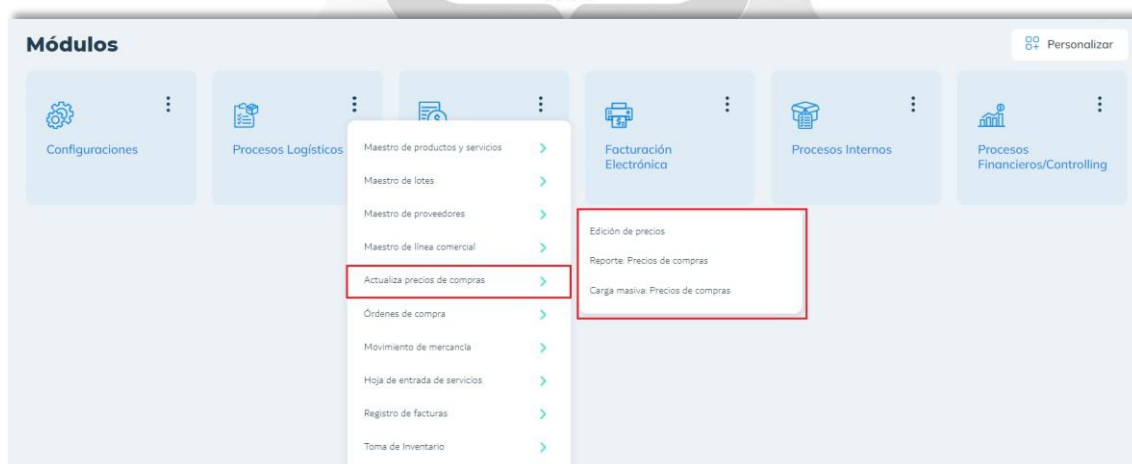 Módulos
Personalizar
Configuraciones
Procesos Logísticos
Facturación
Electrónica
Procesos Internos
Procesos
Financieros/Controlling
Maestro de productos y servicios
Maestro de lotes
Maestro de proveedores
Maestro de línea comercial
Actualiza precios de compras
Órdenes de compra
Movimiento de mercancía
Hoja de entrada de servicios
Registro de facturas
Toma de Inventario
Edición de precios
Reporte: Precios de compras
Carga masiva: Precios de compras